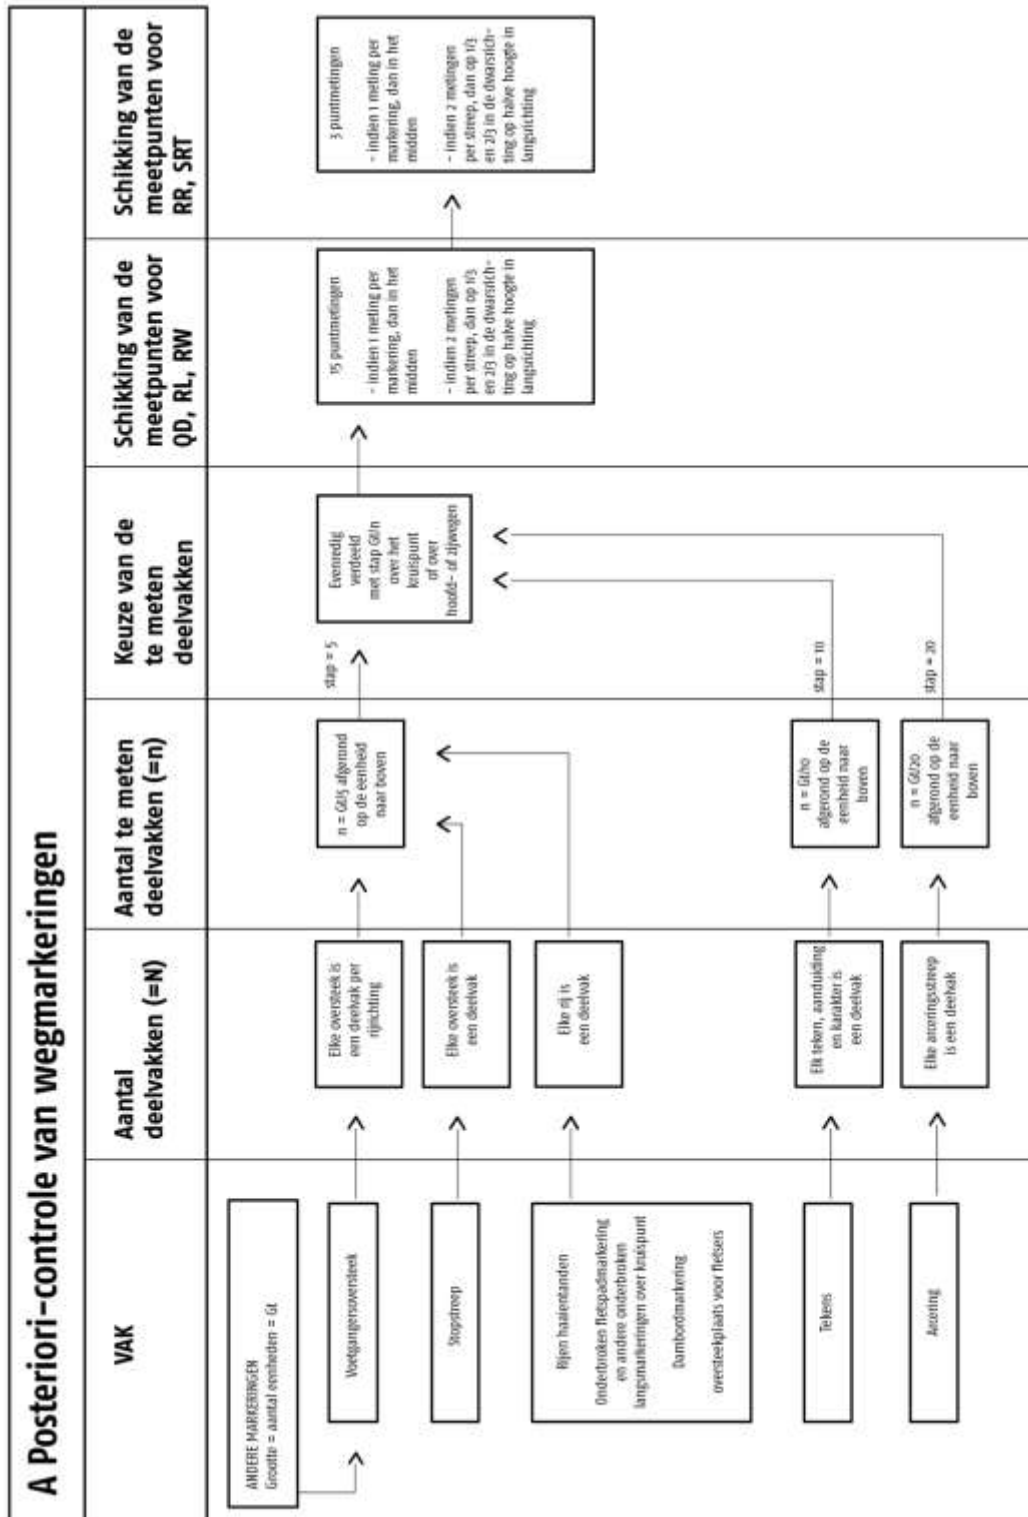 A Posteriori-controle van wegmarkeringen
VAK
Aantal
deelvakken (=N)
Aantal te meten
deelvakken (=n)
Keuze van de
te meten
deelvakken
Schikking van de
meetpunten voor
QD, RL, RW
Schikking van de
meetpunten voor
RR, SRT
ANDERE MARKERINGEN
Grootte = aantal eenheden = Gt
Voetgangersoversteek
Elke oversteek is
een deelvak per
rijrichting
n = Gt/5 afgerond
op de eenheid
naar boven
stap = 5
Evenredig
verdeeld
met stap Gt/n
over het
kruispunt
of over
hoofd- of zijwegen
15 puntmetingen
- indien 1 meting per
markering, dan in het
midden
- indien 2 metingen
per streep, dan op 1/3
en 2/3 in de dwarsrich-
ting op halve hoogte in
langsrichting
3 puntmetingen
- indien 1 meting per
markering, dan in het
midden
- indien 2 metingen
per streep, dan op 1/3
en 2/3 in de dwarsrich-
ting op halve hoogte in
langsrichting
Stopstreep
Elke oversteek is
een deelvak
Rijen haaientanden
Onderbroken fietspadmarkering
en andere onderbroken
langsmarkeringen over kruispunt
Dambordmarkering
oversteekplaats voor fietsers
Elke rij is
een deelvak
Tekens
Elk teken, aanduiding
en karakter is
een deelvak
n = Gt/10
afgerond op de
eenheid naar
boven
stap = 10
Arcering
Elke arceringsstreep
is een deelvak
n = Gt/20
afgerond op de
eenheid naar
boven
stap = 20